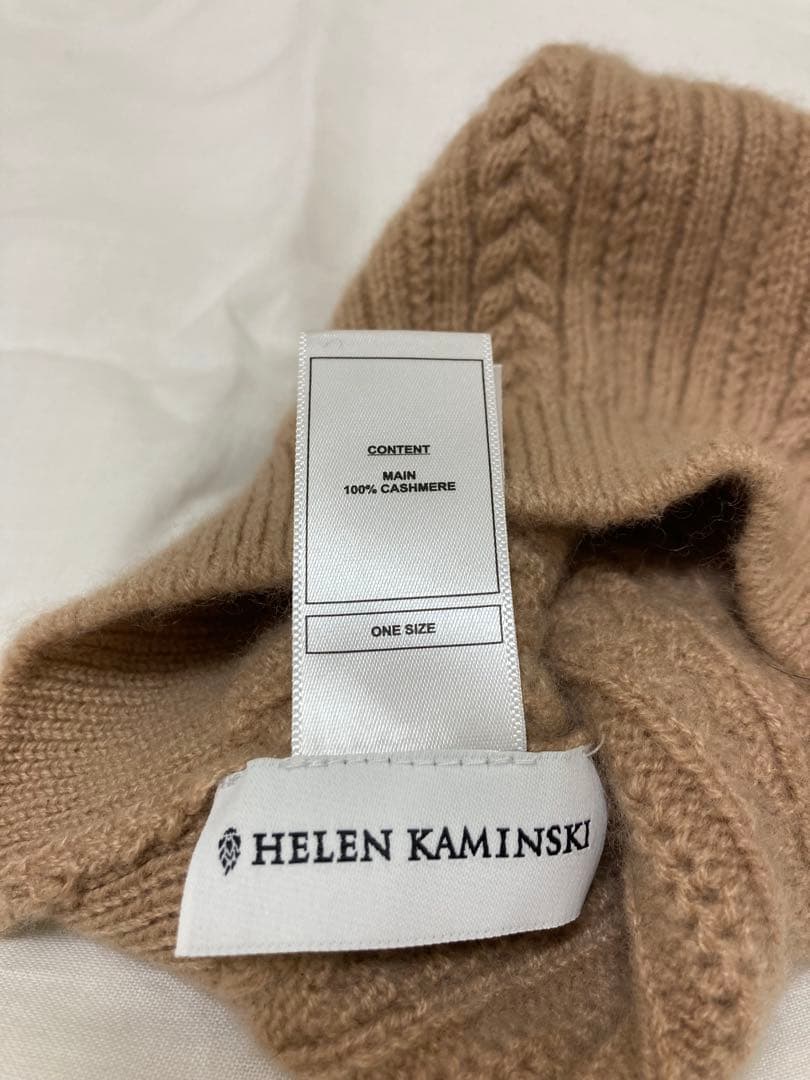 CONTENT
MAIN
100% CASHMERE
ONE SIZE
HELEN KAMINSKI